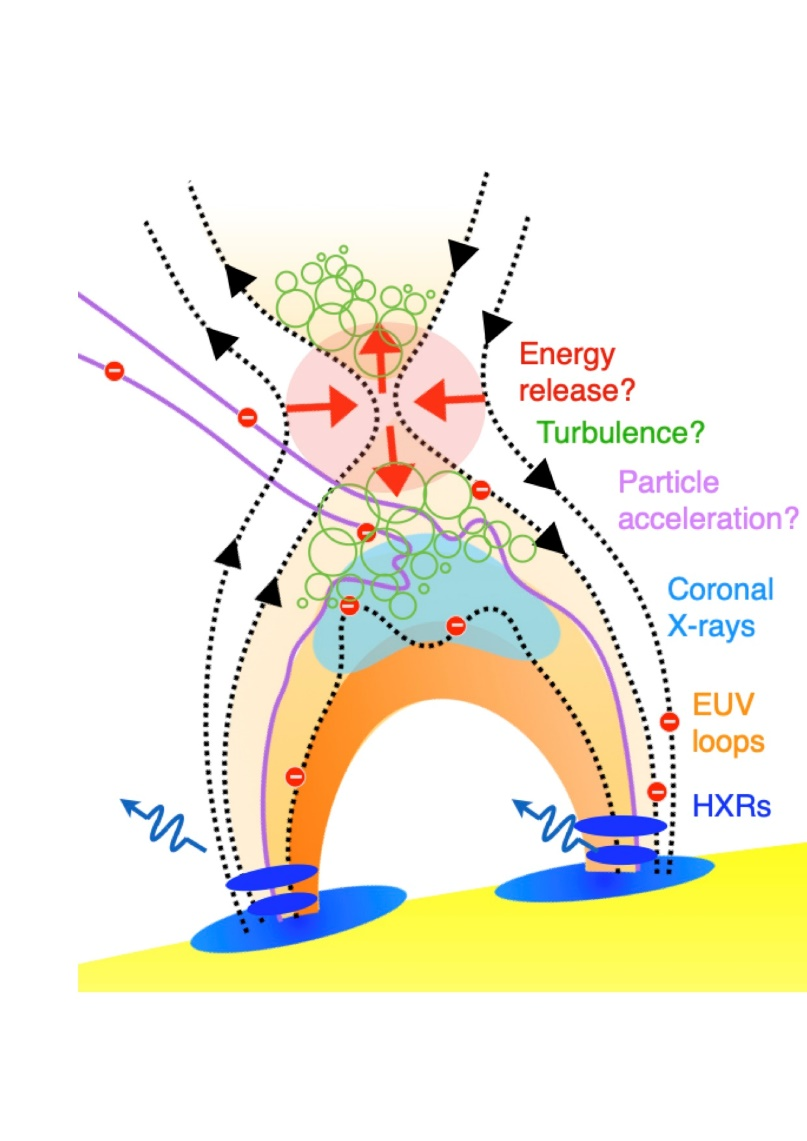 Energy
release?
Turbulence?
Particle
acceleration?
Coronal
X-rays
EUV
loops
HXRs